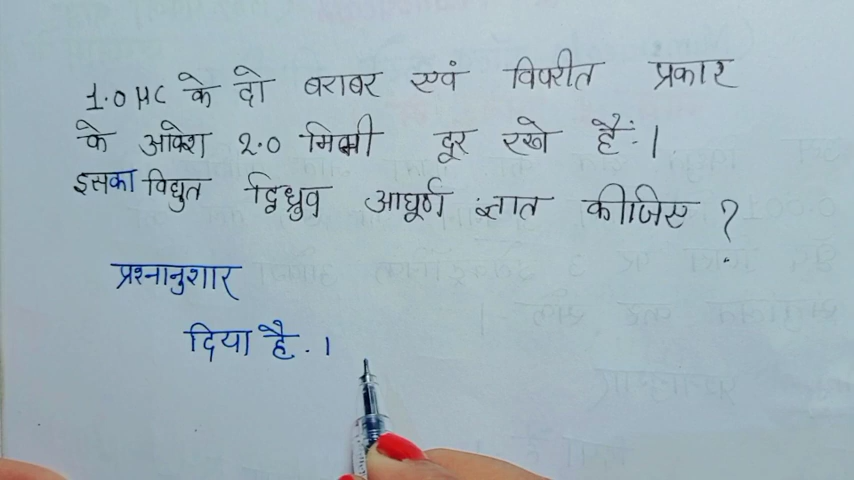 1.0 μC के दो बराबर एवं विपरीत प्रकार
के आवेश 2.0 मिमी दूर रखे हैं।
इसका विद्युत द्विध्रुव आघूर्ण ज्ञात कीजिए ?
प्रश्नानुशार
दिया है.।